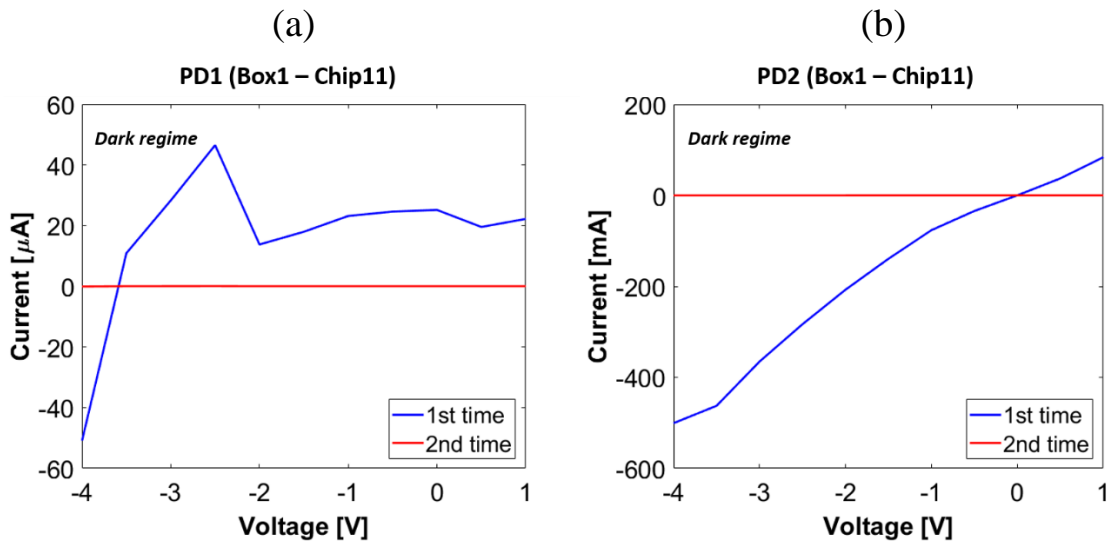 (a)
PD1 (Box1 – Chip11)
60
40
20
0
-20
-40
-60
Current [μA]
Dark regime
1st time
2nd time
-4
-3
-2
-1
0
1
Voltage [V]
(b)
PD2 (Box1 – Chip11)
200
0
-200
-400
-600
Current [mA]
Dark regime
1st time
2nd time
-4
-3
-2
-1
0
1
Voltage [V]